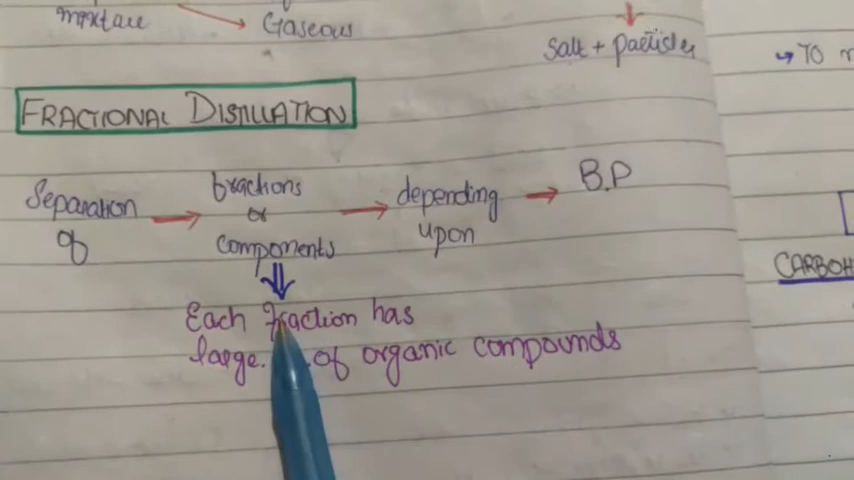 mixture → Gaseous
Salt + particles
→ TO
FRACTIONAL DISTILLATION
Separation of → fractions or components → depending upon → B.P
Each fraction has
large. of organic compounds
CARBOH